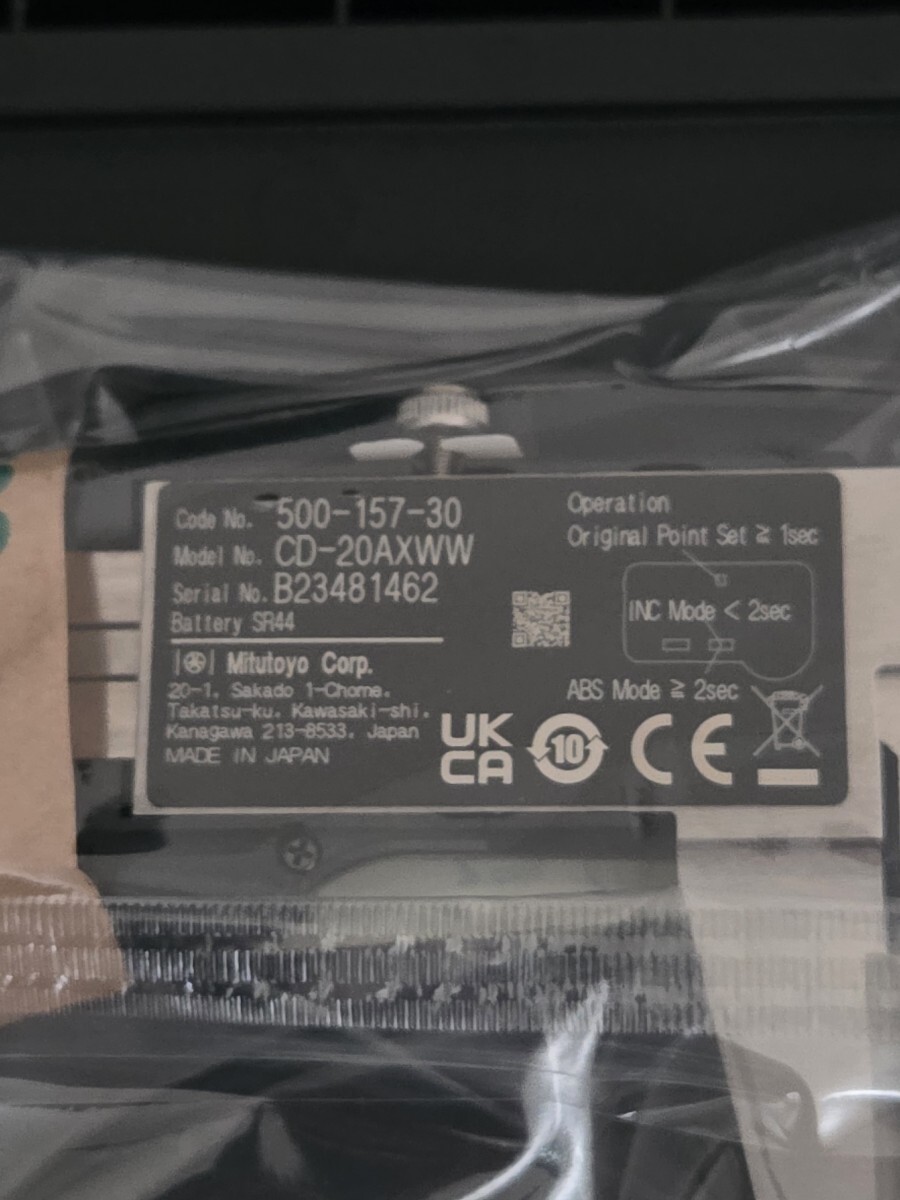 Code No. 500-157-30
Model No. CD-20AXWW
Serial No. B23481462
Battery SR44
Mitutoyo Corp.
20-1, Sakado 1-Chome,
Takatsu-ku, Kawasaki-shi,
Kanagawa 213-8533, Japan
MADE IN JAPAN
Operation
Original Point Set ≧ 1sec
INC Mode < 2sec
ABS Mode ≧ 2sec
UK
CA
10
CE